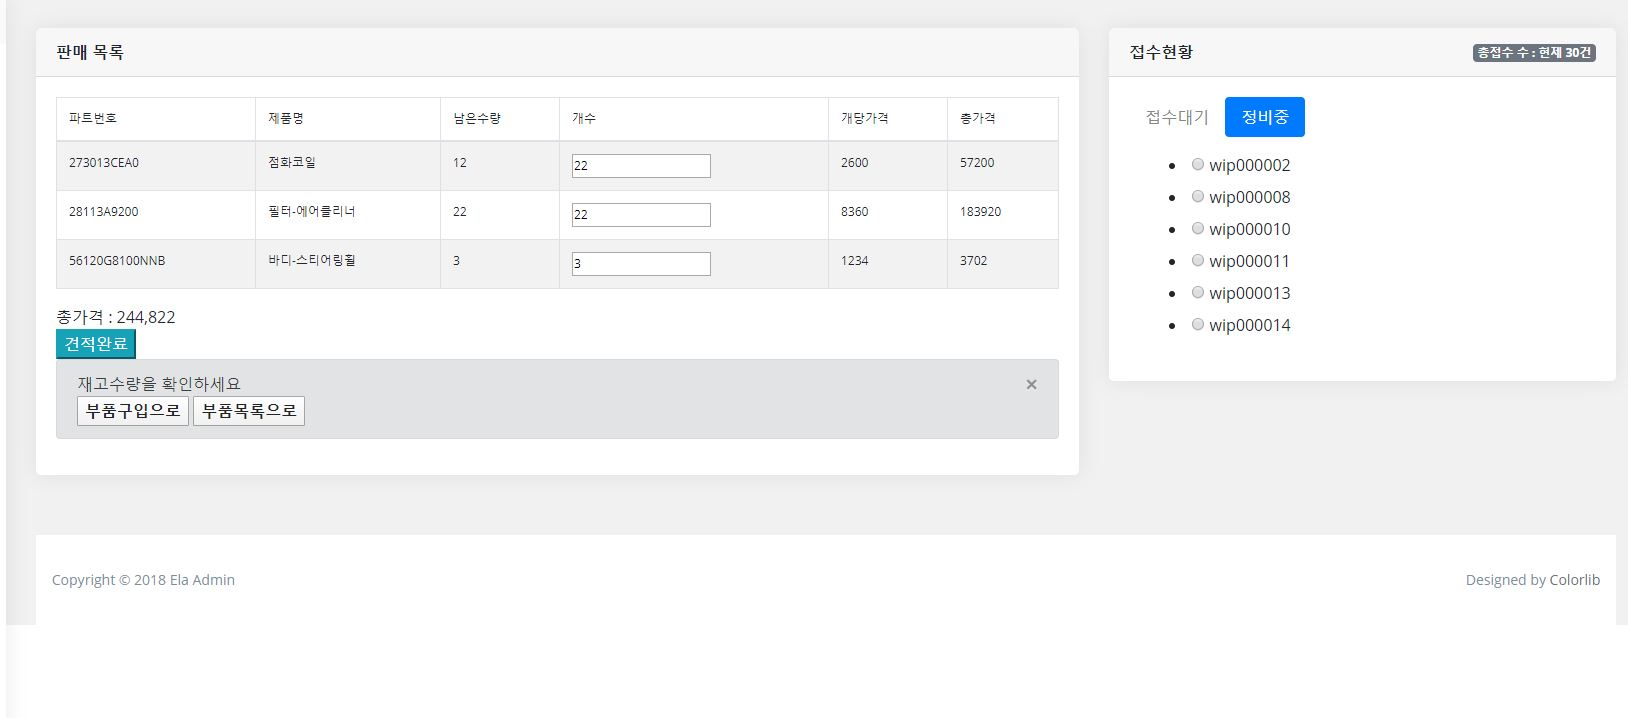 판매 목록
파트번호 제품명 남은수량 개수 개당가격 총가격
273013CEA0 점화코일 12 22 2600 57200
28113A9200 필터-에어클리너 22 22 8360 183920
56120G8100NNB 바디-스티어링휠 3 3 1234 3702
총가격 : 244,822
견적완료
재고수량을 확인하세요 ×
부품구입으로 부품목록으로
접수현황 총접수 수 : 현재 30건
접수대기 정비중
wip000002
wip000008
wip000010
wip000011
wip000013
wip000014
Copyright © 2018 Ela Admin Designed by Colorlib